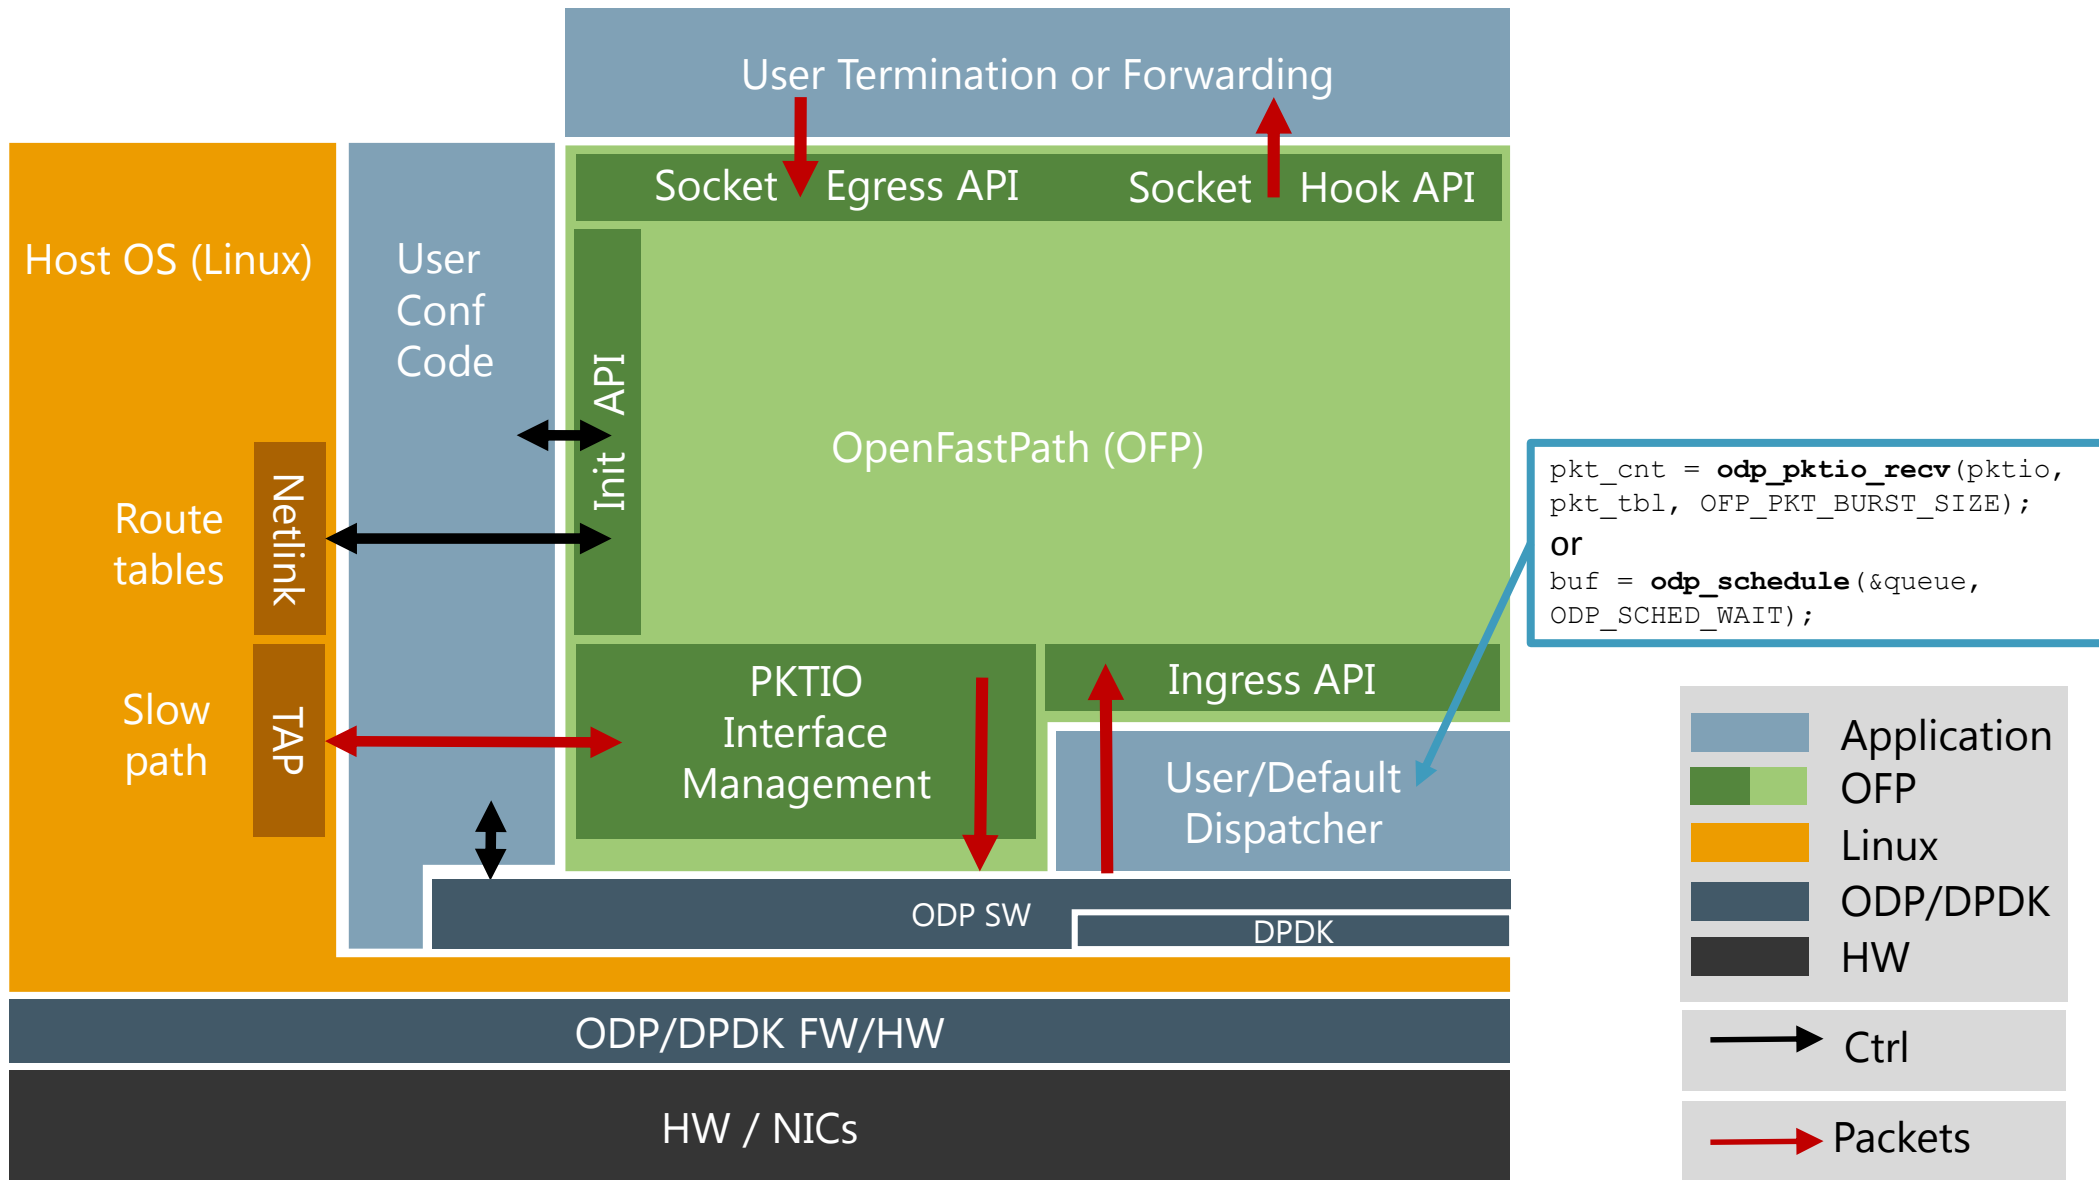 User Termination or Forwarding
Socket Egress API Socket Hook API
Host OS (Linux)
User
Conf
Code
Init API
OpenFastPath (OFP)
Netlink
Route
tables
pkt_cnt = odp_pktio_recv(pktio,
pkt_tbl, OFP_PKT_BURST_SIZE);
or
buf = odp_schedule(&queue,
ODP_SCHED_WAIT);
Slow
path
TAP
PKTIO
Interface
Management
Ingress API
User/Default
Dispatcher
ODP SW
DPDK
ODP/DPDK FW/HW
HW / NICs
Application
OFP
Linux
ODP/DPDK
HW
Ctrl
Packets